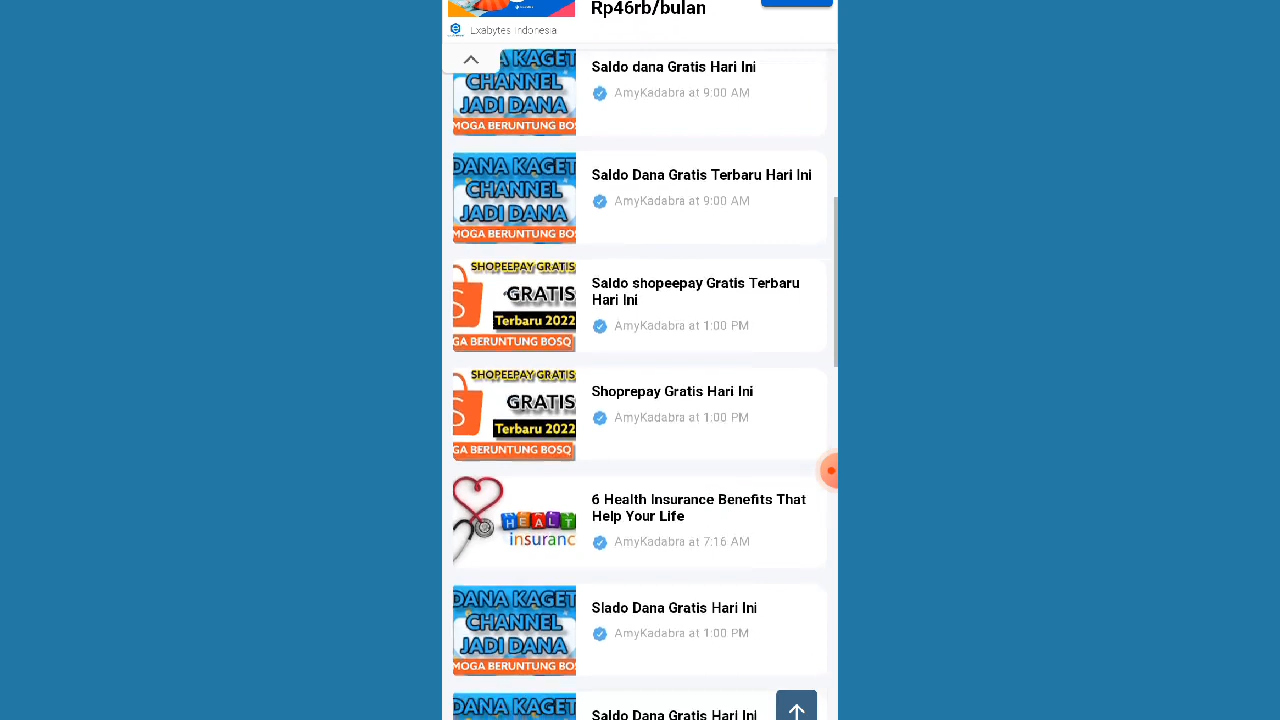 Rp46rb/bulan
Exabytes Indonesia
DANA KAGET
CHANNEL
JADI DANA
MOGA BERUNTUNG BOS
Saldo dana Gratis Hari Ini
AmyKadabra at 9:00 AM
DANA KAGET
CHANNEL
JADI DANA
MOGA BERUNTUNG BOS
Saldo Dana Gratis Terbaru Hari Ini
AmyKadabra at 9:00 AM
SHOPEEPAY GRATIS
GRATIS
Terbaru 2022
GA BERUNTUNG BOSQ
Saldo shopeepay Gratis Terbaru
Hari Ini
AmyKadabra at 1:00 PM
SHOPEEPAY GRATIS
GRATIS
Terbaru 2022
GA BERUNTUNG BOSQ
Shoprepay Gratis Hari Ini
AmyKadabra at 1:00 PM
HEALT
insuranc
6 Health Insurance Benefits That
Help Your Life
AmyKadabra at 7:16 AM
DANA KAGET
CHANNEL
JADI DANA
MOGA BERUNTUNG BOS
Slado Dana Gratis Hari Ini
AmyKadabra at 1:00 PM
DANA KAGET
Saldo Dana Gratis Hari Ini